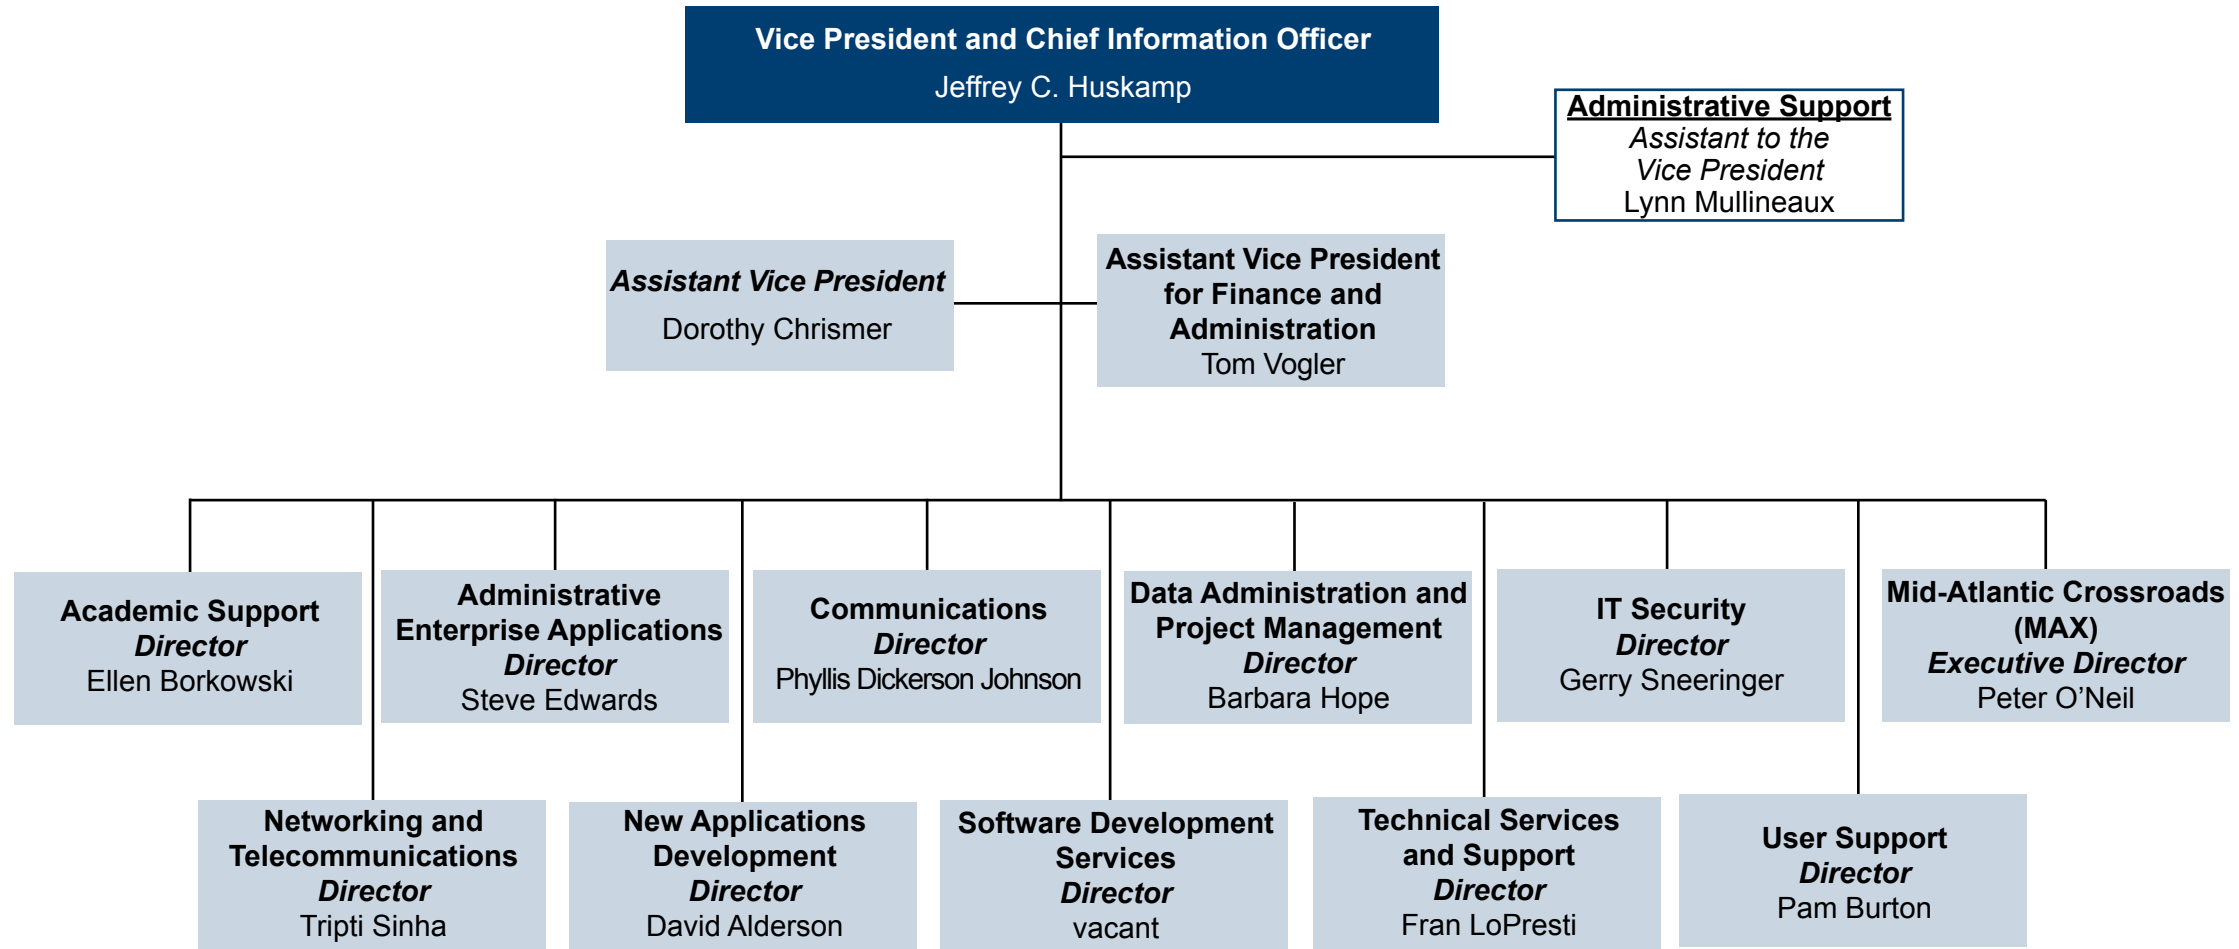 Vice President and Chief Information Officer
Jeffrey C. Huskamp
Administrative Support
Assistant to the
Vice President
Lynn Mullineaux
Assistant Vice President
Dorothy Chrismer
Assistant Vice President
for Finance and
Administration
Tom Vogler
Academic Support
Director
Ellen Borkowski
Administrative
Enterprise Applications
Director
Steve Edwards
Communications
Director
Phyllis Dickerson Johnson
Data Administration and
Project Management
Director
Barbara Hope
IT Security
Director
Gerry Sneeringer
Mid-Atlantic Crossroads
(MAX)
Executive Director
Peter O’Neil
Networking and
Telecommunications
Director
Tripti Sinha
New Applications
Development
Director
David Alderson
Software Development
Services
Director
vacant
Technical Services
and Support
Director
Fran LoPresti
User Support
Director
Pam Burton